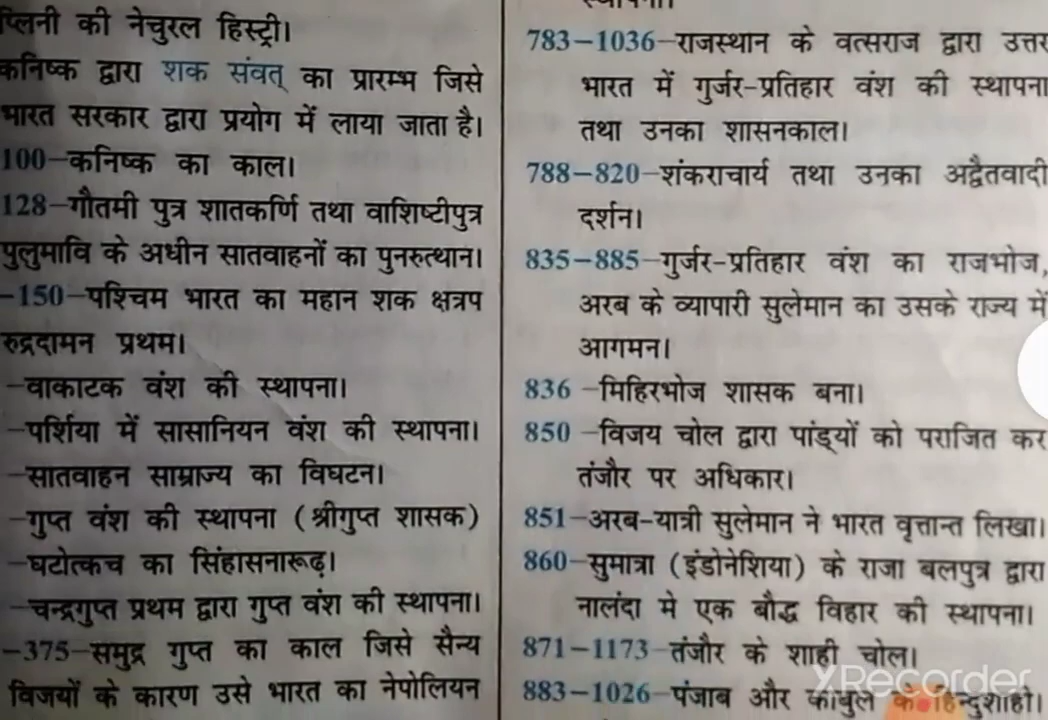 प्लिनी की नेचुरल हिस्ट्री।
कनिष्क द्वारा शक संवत् का प्रारम्भ जिसे
भारत सरकार द्वारा प्रयोग में लाया जाता है।
100–कनिष्क का काल।
128–गौतमी पुत्र शातकर्णि तथा वाशिष्टीपुत्र
पुलुमावि के अधीन सातवाहनों का पुनरुत्थान।
–150–पश्चिम भारत का महान शक क्षत्रप
रुद्रदामन प्रथम।
–वाकाटक वंश की स्थापना।
–पर्शिया में सासानियन वंश की स्थापना।
–सातवाहन साम्राज्य का विघटन।
–गुप्त वंश की स्थापना (श्रीगुप्त शासक)
–घटोत्कच का सिंहासनारूढ़।
–चन्द्रगुप्त प्रथम द्वारा गुप्त वंश की स्थापना।
–375–समुद्र गुप्त का काल जिसे सैन्य
विजयों के कारण उसे भारत का नेपोलियन
783–1036–राजस्थान के वत्सराज द्वारा उत्तर
भारत में गुर्जर-प्रतिहार वंश की स्थापना
तथा उनका शासनकाल।
788–820–शंकराचार्य तथा उनका अद्वैतवादी
दर्शन।
835–885–गुर्जर-प्रतिहार वंश का राजभोज,
अरब के व्यापारी सुलेमान का उसके राज्य में
आगमन।
836 –मिहिरभोज शासक बना।
850 –विजय चोल द्वारा पांड्यों को पराजित कर
तंजौर पर अधिकार।
851–अरब-यात्री सुलेमान ने भारत वृत्तान्त लिखा।
860–सुमात्रा (इंडोनेशिया) के राजा बलपुत्र द्वारा
नालंदा मे एक बौद्ध विहार की स्थापना।
871–1173–तंजौर के शाही चोल।
883–1026–पंजाब और काबुल के हिन्दुशाही।
XRecorder